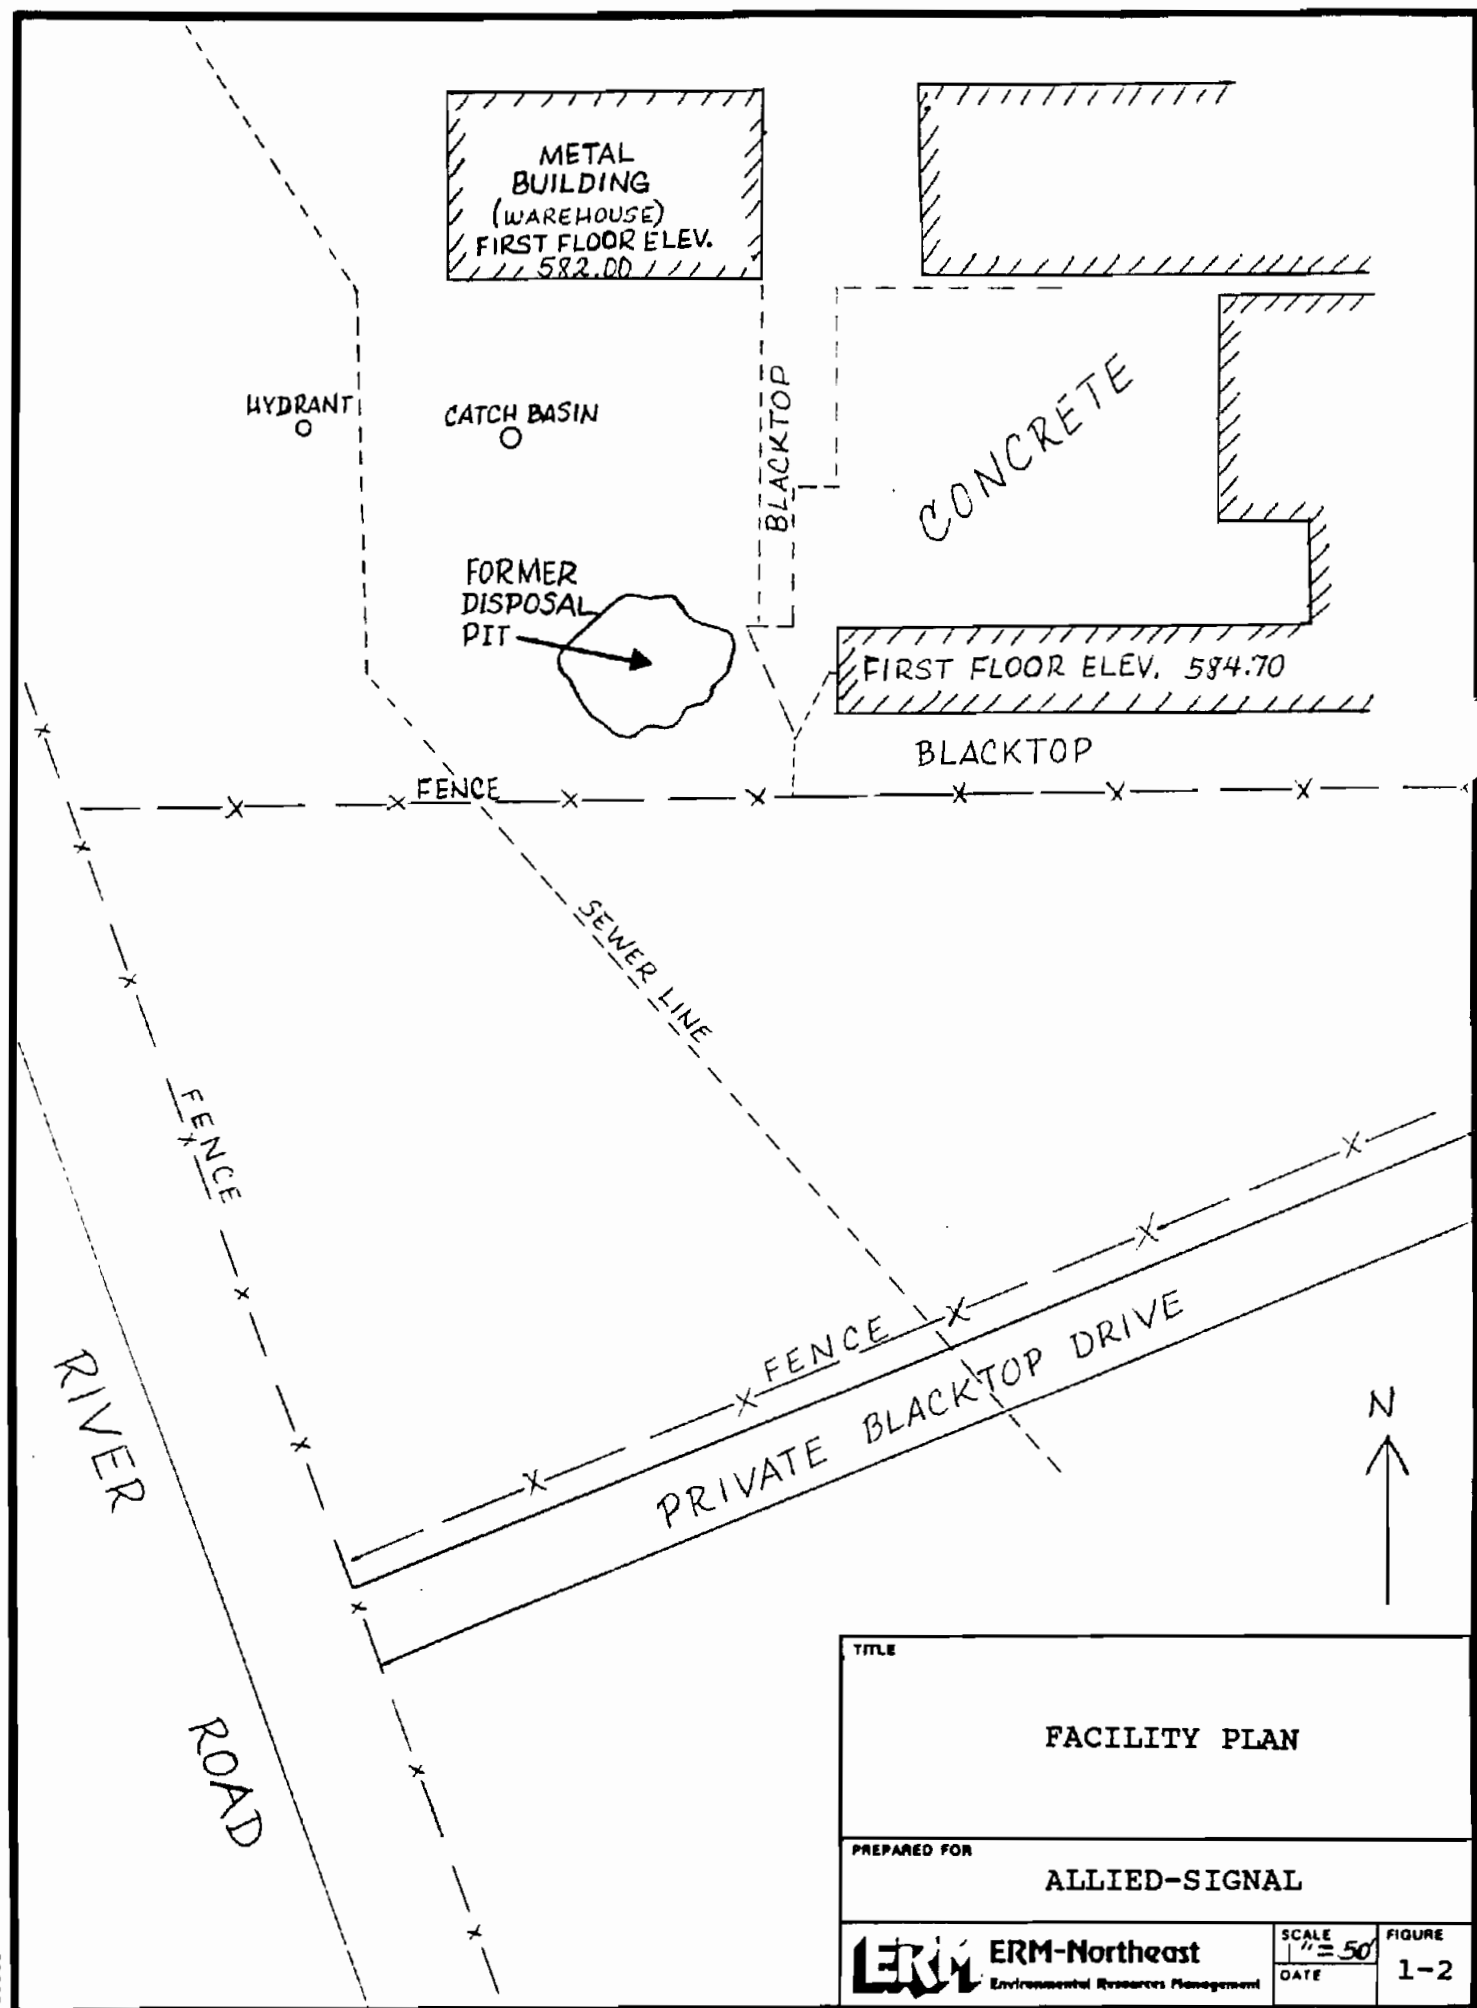 METAL
BUILDING
(WAREHOUSE)
FIRST FLOOR ELEV.
582.00
HYDRANT
CATCH BASIN
BLACKTOP
CONCRETE
FORMER
DISPOSAL
PIT
FIRST FLOOR ELEV. 584.70
BLACKTOP
FENCE
SEWER LINE
FENCE
FENCE
PRIVATE BLACKTOP DRIVE
RIVER
ROAD
N
TITLE
FACILITY PLAN
PREPARED FOR
ALLIED-SIGNAL
ERM
ERM-Northeast
Environmental Resources Management
SCALE
1"=50'
DATE
FIGURE
1-2